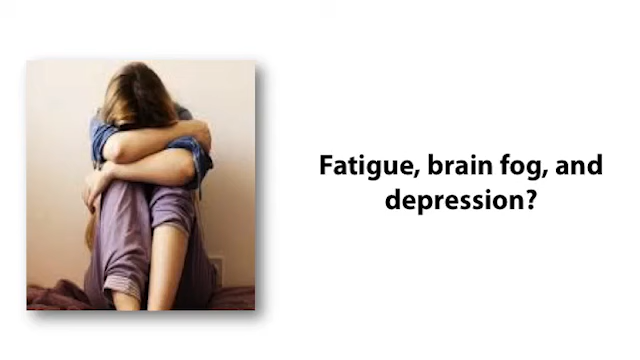 Fatigue, brain fog, and
depression?